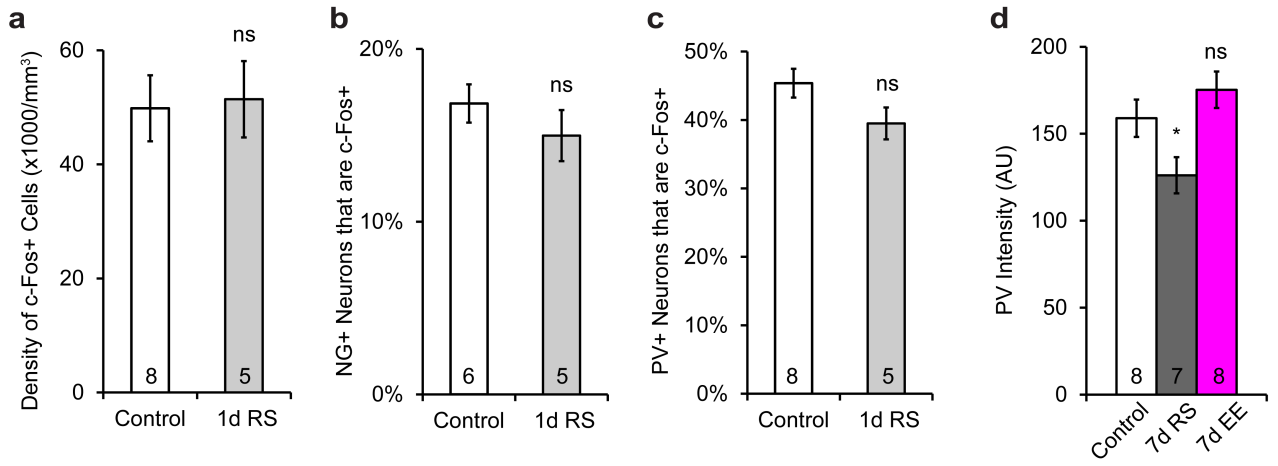 a
Density of c-Fos+ Cells (x1000/mm³)
60
40
20
0
ns
8
5
Control
1d RS
b
NG+ Neurons that are c-Fos+
20%
10%
0%
ns
6
5
Control
1d RS
c
PV+ Neurons that are c-Fos+
50%
40%
30%
20%
10%
0%
ns
8
5
Control
1d RS
d
PV Intensity (AU)
200
150
100
50
0
*
ns
8
7
8
Control
7d RS
7d EE